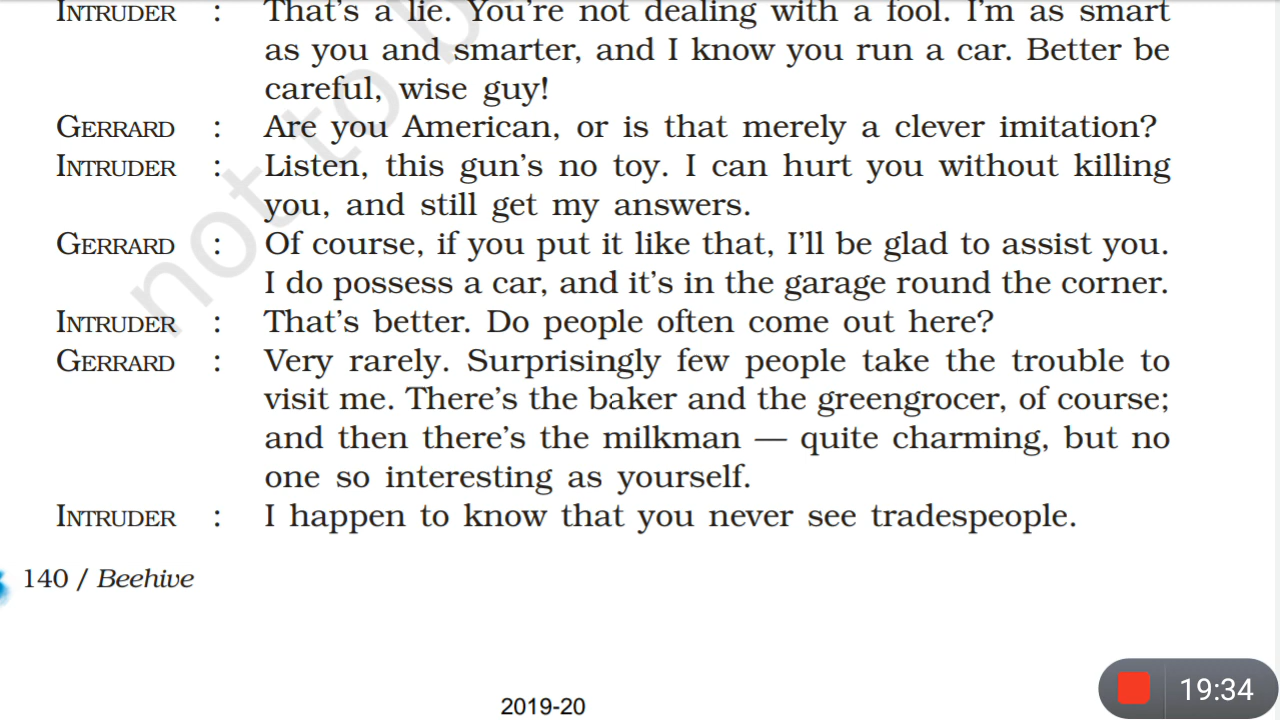 INTRUDER : That's a lie. You're not dealing with a fool. I'm as smart
as you and smarter, and I know you run a car. Better be
careful, wise guy!
GERRARD : Are you American, or is that merely a clever imitation?
INTRUDER : Listen, this gun's no toy. I can hurt you without killing
you, and still get my answers.
GERRARD : Of course, if you put it like that, I'll be glad to assist you.
I do possess a car, and it's in the garage round the corner.
INTRUDER : That's better. Do people often come out here?
GERRARD : Very rarely. Surprisingly few people take the trouble to
visit me. There's the baker and the greengrocer, of course;
and then there's the milkman — quite charming, but no
one so interesting as yourself.
INTRUDER : I happen to know that you never see tradespeople.
140 / Beehive
2019-20
19:34
not to b